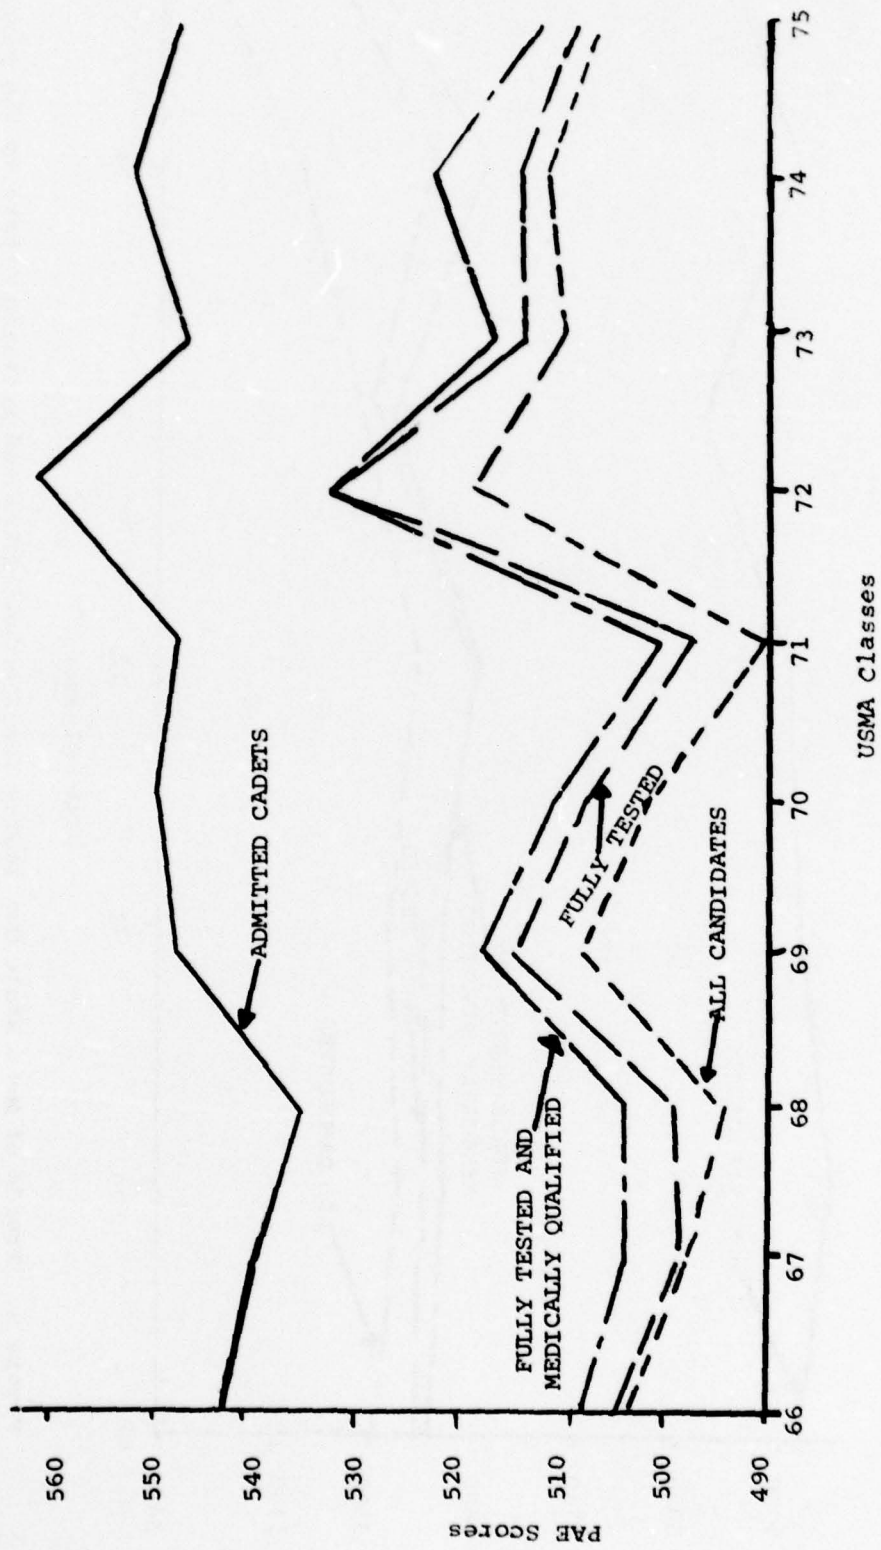 560
550
540
530
520
510
500
490
PAE Scores
ADMITTED CADETS
FULLY TESTED AND
MEDICALLY QUALIFIED
FULLY TESTED
ALL CANDIDATES
66
67
68
69
70
71
72
73
74
75
USMA Classes